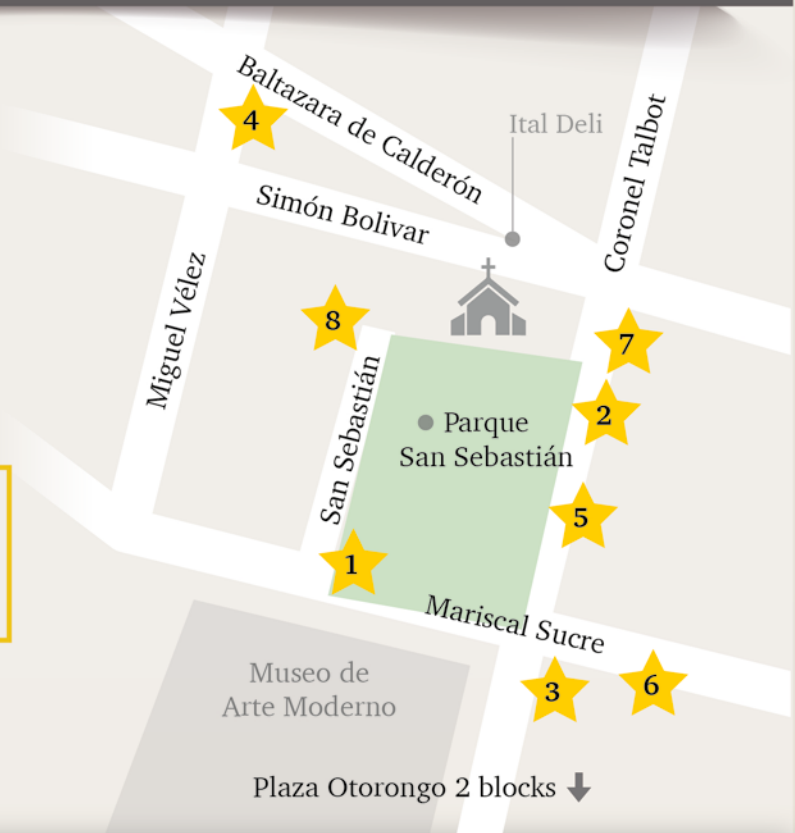 Baltazara de Calderón
4
Ital Deli
Coronel Talbot
Simón Bolivar
Miguel Vélez
8
7
San Sebastián
2
Parque
San Sebastián
5
1
Mariscal Sucre
Museo de
Arte Moderno
3
6
Plaza Otorongo 2 blocks